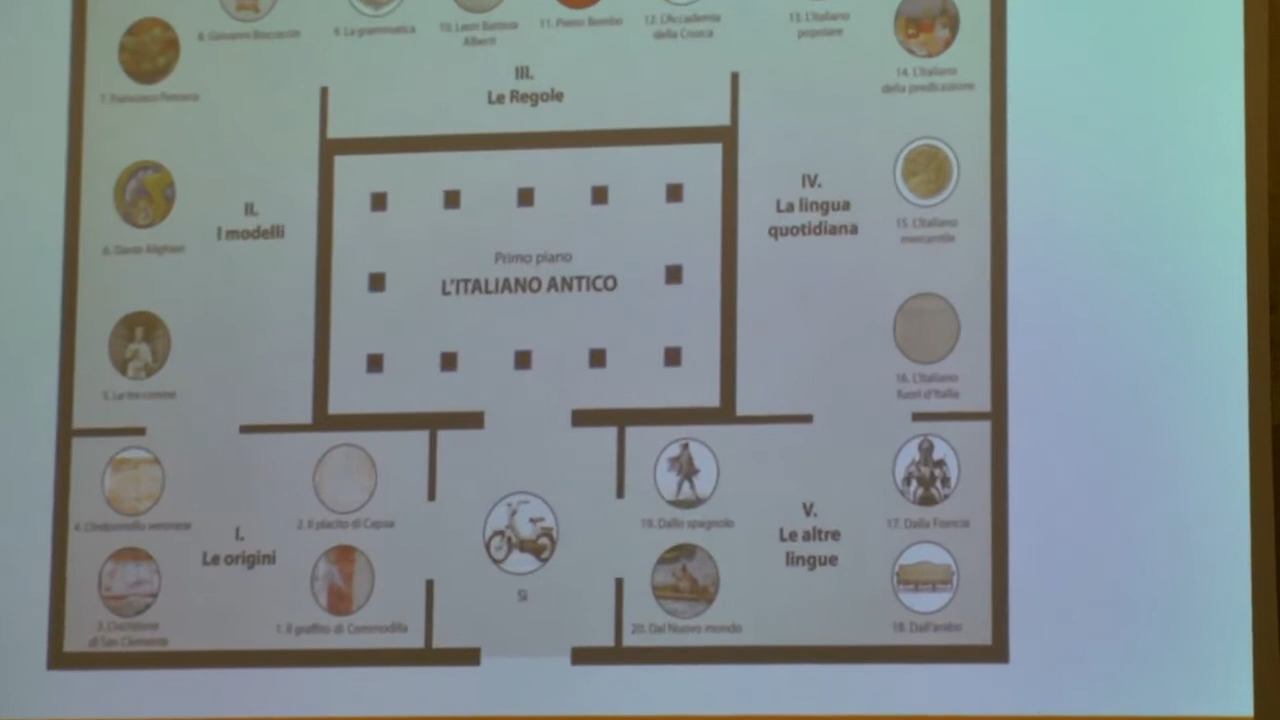 8. Giovanni Boccaccio
9. La grammatica
10. Leon Battista
Alberti
11. Pietro Bembo
12. L'Accademia
della Crusca
13. L'italiano
popolare
7. Francesco Petrarca
III.
Le Regole
14. L'italiano
della predicazione
6. Dante Alighieri
II.
I modelli
IV.
La lingua
quotidiana
15. L'italiano
mercantile
Primo piano
L'ITALIANO ANTICO
5. Le tre corone
16. L'italiano
fuori d'Italia
4. L'indovinello veronese
2. Il placito di Capua
I.
Le origini
3. L'iscrizione
di San Clemente
1. Il graffito di Commodilla
Sì
19. Dallo spagnolo
17. Dalla Francia
V.
Le altre
lingue
20. Dal Nuovo mondo
18. Dall'arabo